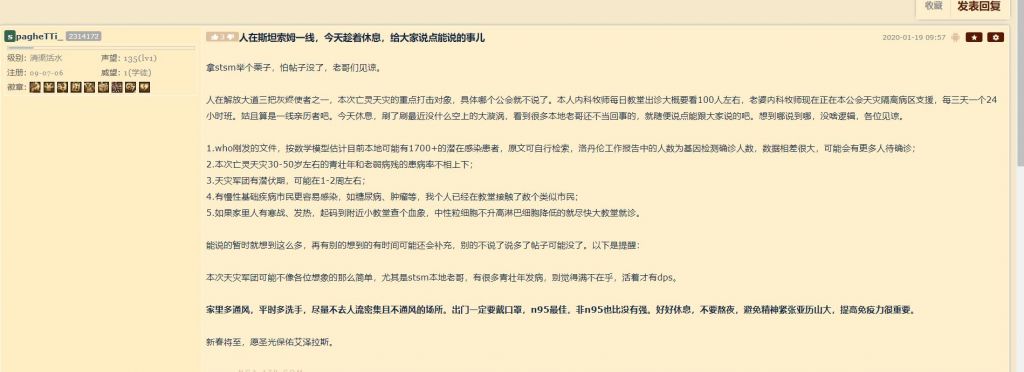 收藏 发表回复
spagheTTi_ 2314172
3 人在斯坦索姆一线，今天趁着休息，给大家说点能说的事儿 2020-01-19 09:57
级别: 滴泥活水 声望: 135(lv1)
注册: 09-07-06 威望: 1(学徒)
徽章:
拿stsm举个栗子，怕帖子没了，老哥们见谅。
人在解放大道三把灰烬使者之一，本次亡灵天灾的重点打击对象，具体哪个公会就不说了。本人内科牧师每日教堂出诊大概要看100人左右，老婆内科牧师现在正在本公会天灾隔离病区支援，每三天一个24
小时班。姑且算是一线亲历者吧。今天休息，刷了刷最近没什么空上的大漩涡，看到很多本地老哥还不当回事的，就随便说点能跟大家说的吧。想到哪说到哪，没啥逻辑，各位见谅。
1.who刚发的文件，按数学模型估计目前本地可能有1700+的潜在感染患者，原文可自行检索，洛丹伦工作报告中的人数为基因检测确诊人数，数据相差很大，可能会有更多人待确诊；
2.本次亡灵天灾30-50岁左右的青壮年和老弱病残的患病率不相上下；
3.天灾军团有潜伏期，可能在1-2周左右；
4.有慢性基础疾病市民更容易感染，如糖尿病、肿瘤等，我个人已经在教堂接触了数个类似市民；
5.如果家里人有寒战、发热，起码到附近小教堂查个血象，中性粒细胞不升高淋巴细胞降低的就尽快大教堂就诊。
能说的暂时就想到这么多，再有别的想到的有时间可能还会补充，别的不说了说多了帖子可能没了。以下是提醒：
本次天灾军团可能不像各位想象的那么简单，尤其是stsm本地老哥，有很多青壮年发病，别觉得满不在乎，活着才有dps。
家里多通风，平时多洗手，尽量不去人流密集且不通风的场所。出门一定要戴口罩，n95最佳，非n95也比没有强。好好休息，不要熬夜，避免精神紧张亚历山大，提高免疫力很重要。
新春将至，愿圣光保佑艾泽拉斯。